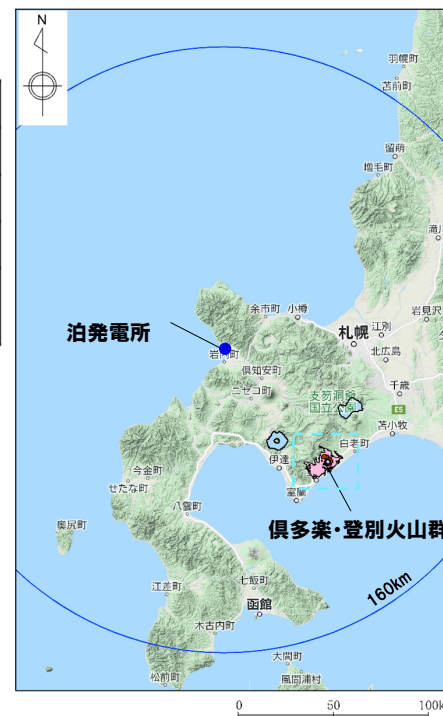 N
羽幌町
苫前町
留萌
増毛町
滝川
余市町
小樽
岩見沢
泊発電所
札幌
江別
岩内町
北広島
倶知安町
千歳
ニセコ町
支笏洞爺
国立公園
E5
苫小牧
白老町
伊達
今金町
室蘭
せたな町
八雲町
倶多楽・登別火山群
奥尻町
七飯町
江差町
160km
函館
木古内町
大間町
松前町
風間浦村
0
50
100k